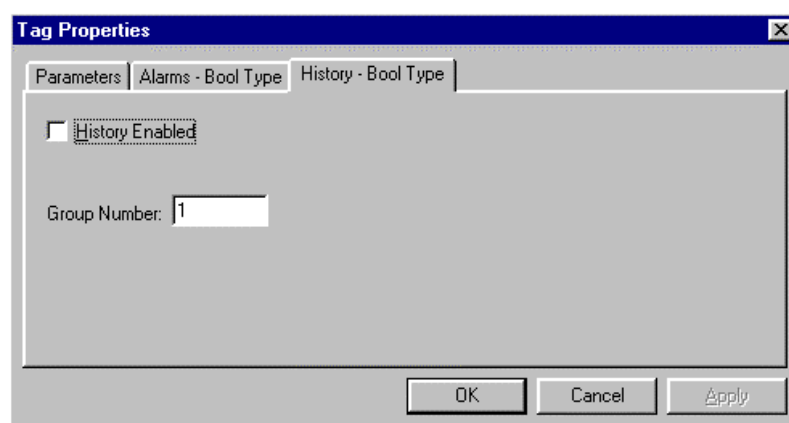 Tag Properties
Parameters Alarms - Bool Type History - Bool Type
History Enabled
Group Number: 1
OK Cancel Apply